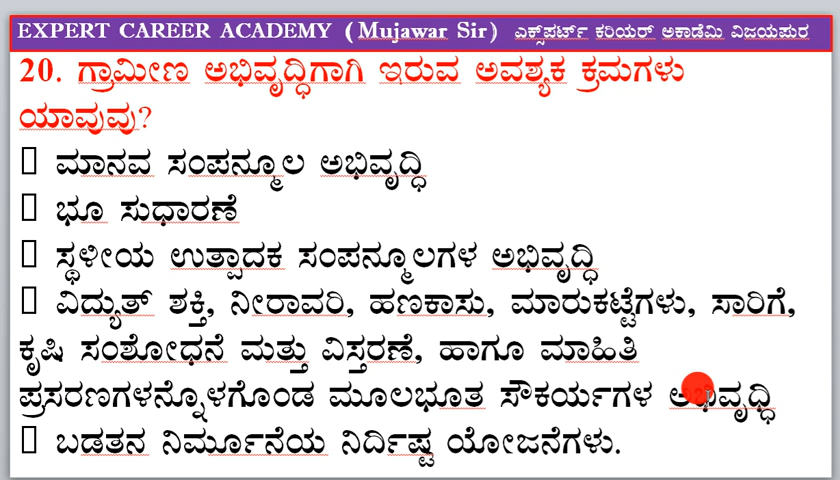 EXPERT CAREER ACADEMY (Mujawar Sir) ಎಕ್ಸ್‌ಪರ್ಟ್ ಕರಿಯರ್ ಅಕಾಡೆಮಿ ವಿಜಯಪುರ
20. ಗ್ರಾಮೀಣ ಅಭಿವೃದ್ಧಿಗಾಗಿ ಇರುವ ಅವಶ್ಯಕ ಕ್ರಮಗಳು
ಯಾವುವು?
ಮಾನವ ಸಂಪನ್ಮೂಲ ಅಭಿವೃದ್ಧಿ
ಭೂ ಸುಧಾರಣೆ
ಸ್ಥಳೀಯ ಉತ್ಪಾದಕ ಸಂಪನ್ಮೂಲಗಳ ಅಭಿವೃದ್ಧಿ
ವಿದ್ಯುತ್ ಶಕ್ತಿ, ನೀರಾವರಿ, ಹಣಕಾಸು, ಮಾರುಕಟ್ಟೆಗಳು, ಸಾರಿಗೆ,
ಕೃಷಿ ಸಂಶೋಧನೆ ಮತ್ತು ವಿಸ್ತರಣೆ, ಹಾಗೂ ಮಾಹಿತಿ
ಪ್ರಸರಣಗಳನ್ನೊಳಗೊಂಡ ಮೂಲಭೂತ ಸೌಕರ್ಯಗಳ ಅಭಿವೃದ್ಧಿ
ಬಡತನ ನಿರ್ಮೂನೆಯ ನಿರ್ದಿಷ್ಟ ಯೋಜನೆಗಳು.